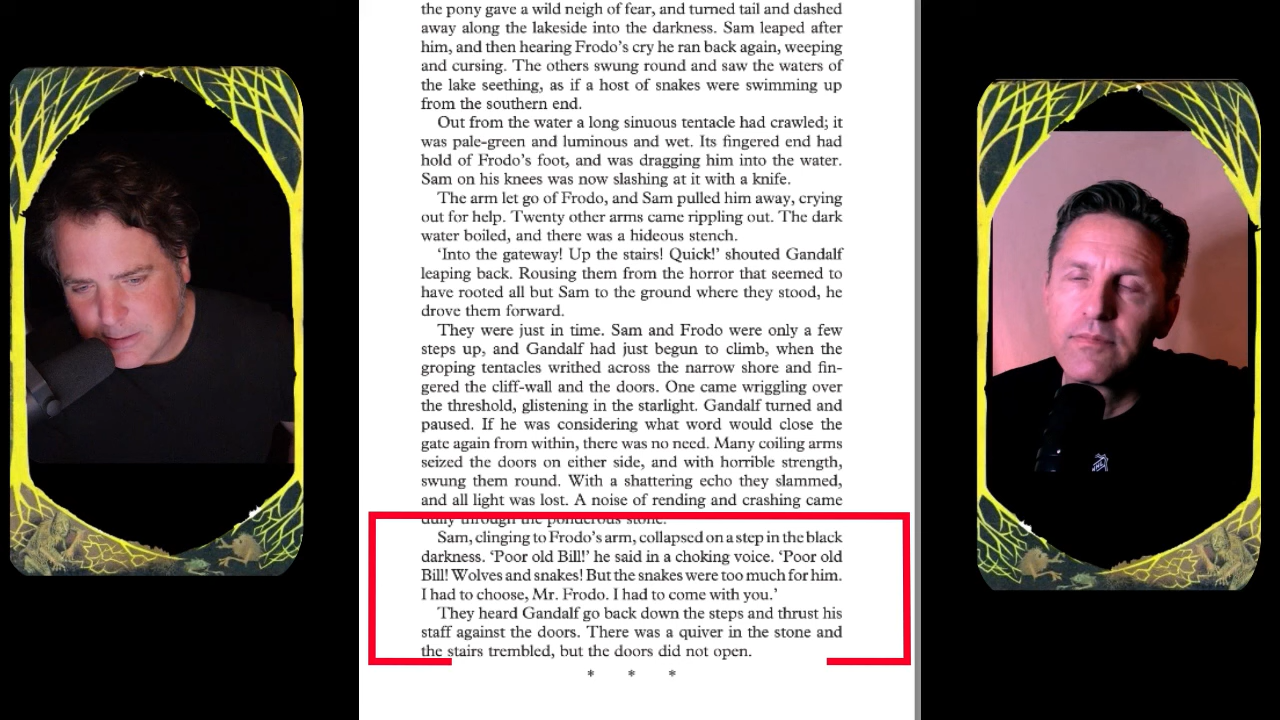 the pony gave a wild neigh of fear, and turned tail and dashed
away along the lakeside into the darkness. Sam leaped after
him, and then hearing Frodo’s cry he ran back again, weeping
and cursing. The others swung round and saw the waters of
the lake seething, as if a host of snakes were swimming up
from the southern end.
Out from the water a long sinuous tentacle had crawled; it
was pale-green and luminous and wet. Its fingered end had
hold of Frodo’s foot, and was dragging him into the water.
Sam on his knees was now slashing at it with a knife.
The arm let go of Frodo, and Sam pulled him away, crying
out for help. Twenty other arms came rippling out. The dark
water boiled, and there was a hideous stench.
‘Into the gateway! Up the stairs! Quick!’ shouted Gandalf
leaping back. Rousing them from the horror that seemed to
have rooted all but Sam to the ground where they stood, he
drove them forward.
They were just in time. Sam and Frodo were only a few
steps up, and Gandalf had just begun to climb, when the
groping tentacles writhed across the narrow shore and fin-
gered the cliff-wall and the doors. One came wriggling over
the threshold, glistening in the starlight. Gandalf turned and
paused. If he was considering what word would close the
gate again from within, there was no need. Many coiling arms
seized the doors on either side, and with horrible strength,
swung them round. With a shattering echo they slammed,
and all light was lost. A noise of rending and crashing came
dully through the ponderous stone.
Sam, clinging to Frodo’s arm, collapsed on a step in the black
darkness. ‘Poor old Bill!’ he said in a choking voice. ‘Poor old
Bill! Wolves and snakes! But the snakes were too much for him.
I had to choose, Mr. Frodo. I had to come with you.’
They heard Gandalf go back down the steps and thrust his
staff against the doors. There was a quiver in the stone and
the stairs trembled, but the doors did not open.
* * *